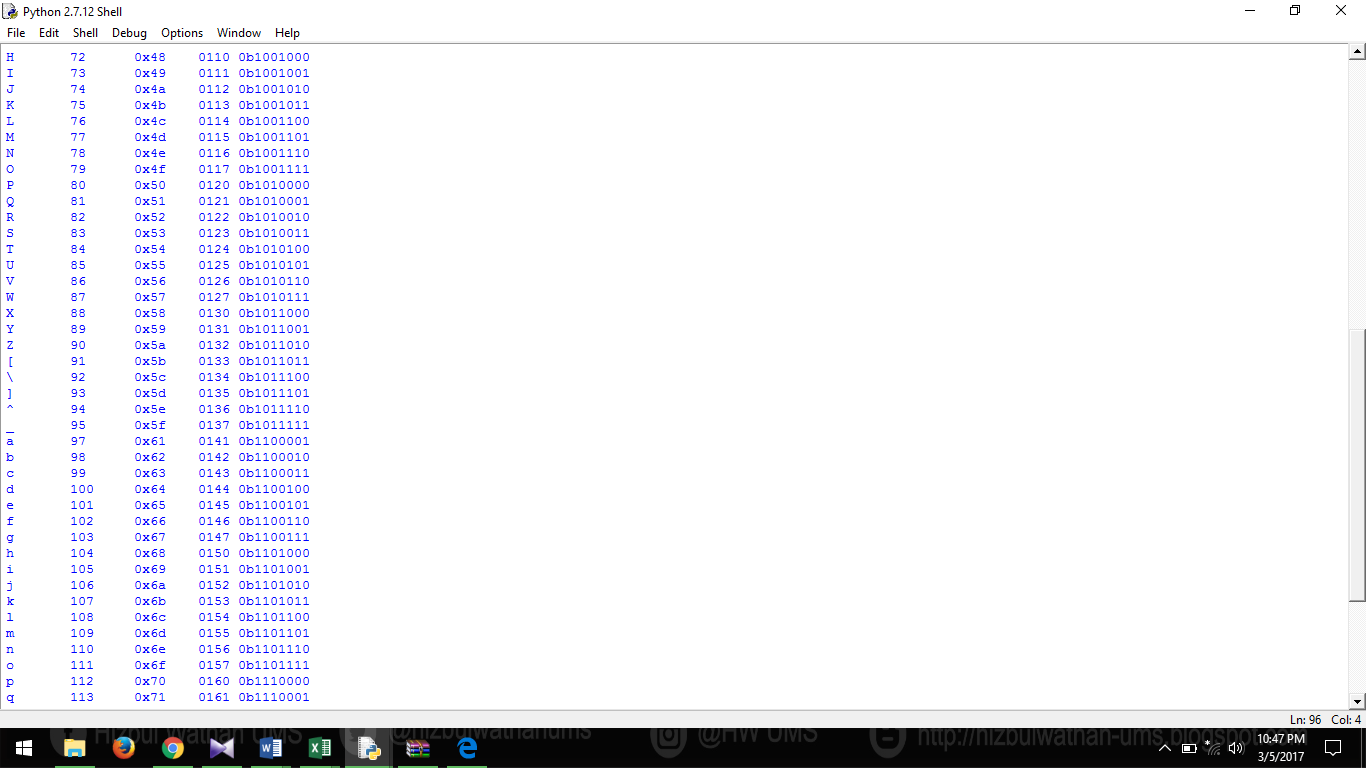 Python 2.7.12 Shell
File Edit Shell Debug Options Window Help
H 72 0x48 0110 0b1001000
I 73 0x49 0111 0b1001001
J 74 0x4a 0112 0b1001010
K 75 0x4b 0113 0b1001011
L 76 0x4c 0114 0b1001100
M 77 0x4d 0115 0b1001101
N 78 0x4e 0116 0b1001110
O 79 0x4f 0117 0b1001111
P 80 0x50 0120 0b1010000
Q 81 0x51 0121 0b1010001
R 82 0x52 0122 0b1010010
S 83 0x53 0123 0b1010011
T 84 0x54 0124 0b1010100
U 85 0x55 0125 0b1010101
V 86 0x56 0126 0b1010110
W 87 0x57 0127 0b1010111
X 88 0x58 0130 0b1011000
Y 89 0x59 0131 0b1011001
Z 90 0x5a 0132 0b1011010
[ 91 0x5b 0133 0b1011011
\ 92 0x5c 0134 0b1011100
] 93 0x5d 0135 0b1011101
^ 94 0x5e 0136 0b1011110
_ 95 0x5f 0137 0b1011111
a 97 0x61 0141 0b1100001
b 98 0x62 0142 0b1100010
c 99 0x63 0143 0b1100011
d 100 0x64 0144 0b1100100
e 101 0x65 0145 0b1100101
f 102 0x66 0146 0b1100110
g 103 0x67 0147 0b1100111
h 104 0x68 0150 0b1101000
i 105 0x69 0151 0b1101001
j 106 0x6a 0152 0b1101010
k 107 0x6b 0153 0b1101011
l 108 0x6c 0154 0b1101100
m 109 0x6d 0155 0b1101101
n 110 0x6e 0156 0b1101110
o 111 0x6f 0157 0b1101111
p 112 0x70 0160 0b1110000
q 113 0x71 0161 0b1110001
Ln: 96 Col: 4
@hizbulwathanums @HW UMS
10:47 PM
3/5/2017